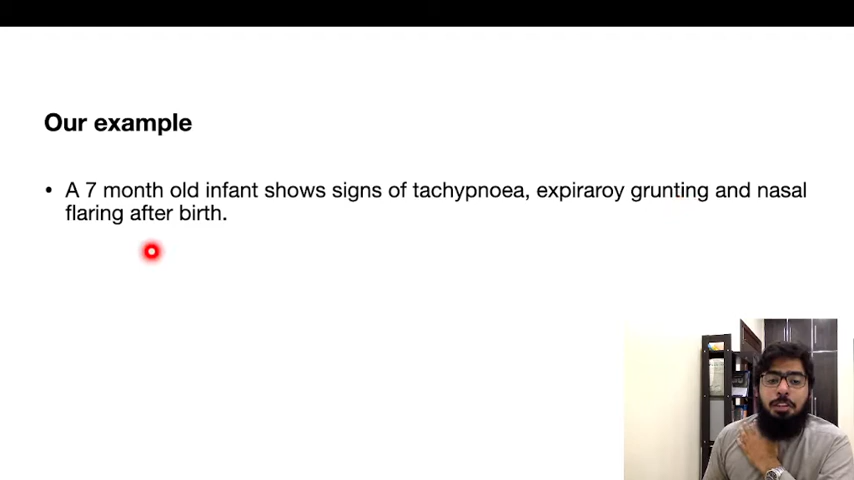 Our example
• A 7 month old infant shows signs of tachypnoea, expiraroy grunting and nasal
flaring after birth.